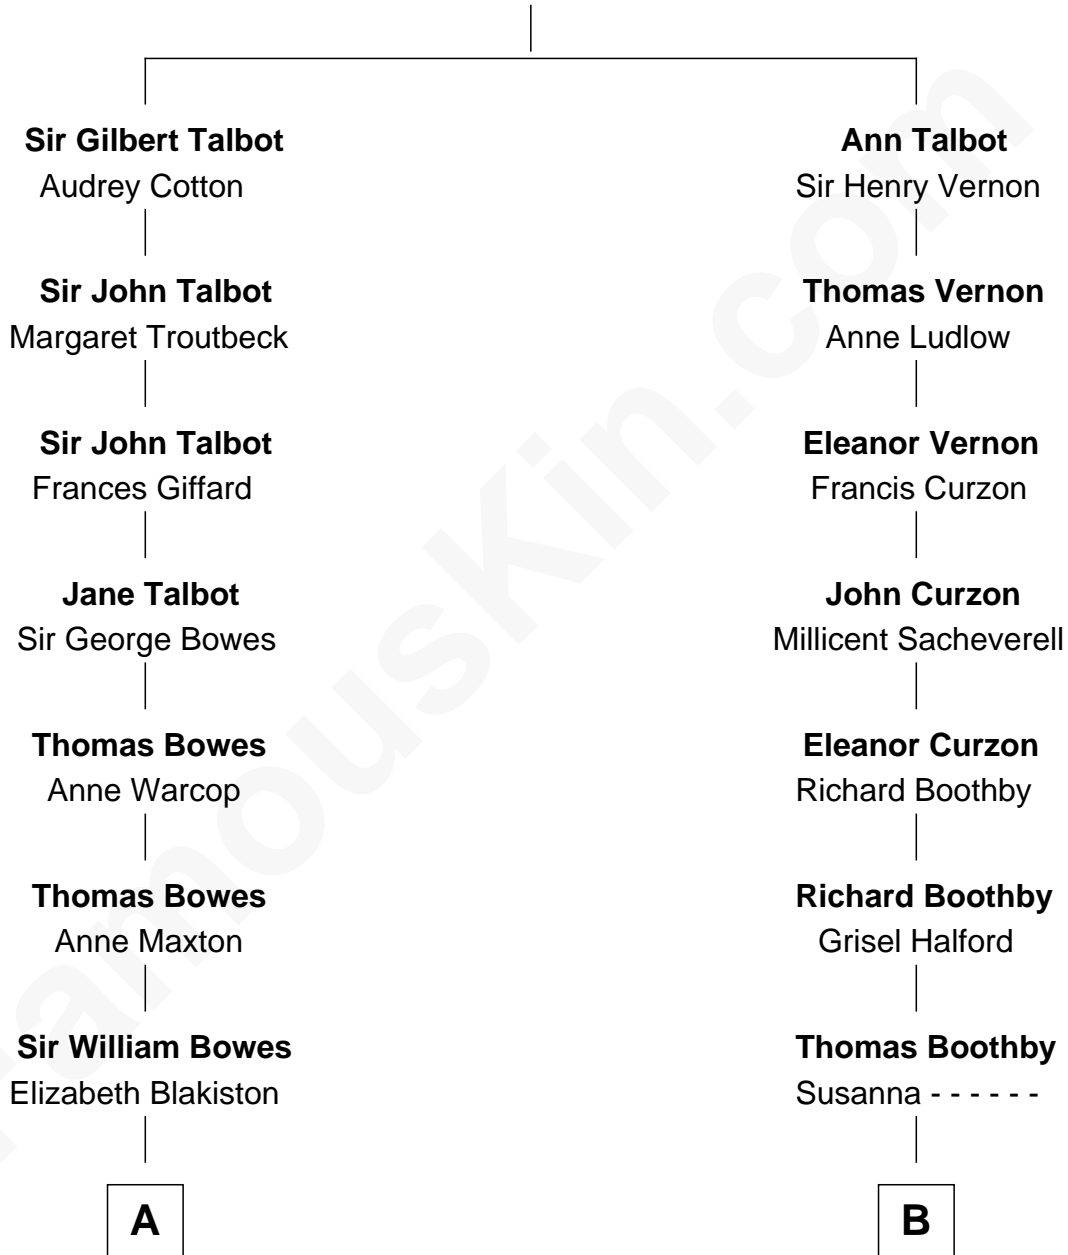 Sir Gilbert Talbot
Audrey Cotton
Sir John Talbot
Margaret Troutbeck
Sir John Talbot
Frances Giffard
Jane Talbot
Sir George Bowes
Thomas Bowes
Anne Warcop
Thomas Bowes
Anne Maxton
Sir William Bowes
Elizabeth Blakiston
A
Ann Talbot
Sir Henry Vernon
Thomas Vernon
Anne Ludlow
Eleanor Vernon
Francis Curzon
John Curzon
Millicent Sacheverell
Eleanor Curzon
Richard Boothby
Richard Boothby
Grisel Halford
Thomas Boothby
Susanna - - - - - -
B
FamousKin.com